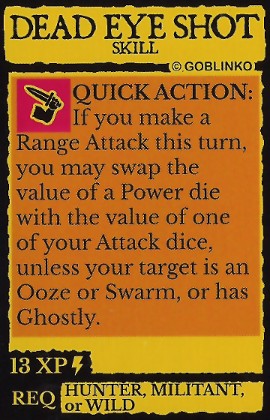 DEAD EYE SHOT
SKILL
© GOBLINKO
QUICK ACTION:
If you make a
Range Attack this turn,
you may swap the
value of a Power die
with the value of one
of your Attack dice,
unless your target is an
Ooze or Swarm, or has
Ghostly.
13 XP
REQ HUNTER, MILITANT,
or WILD